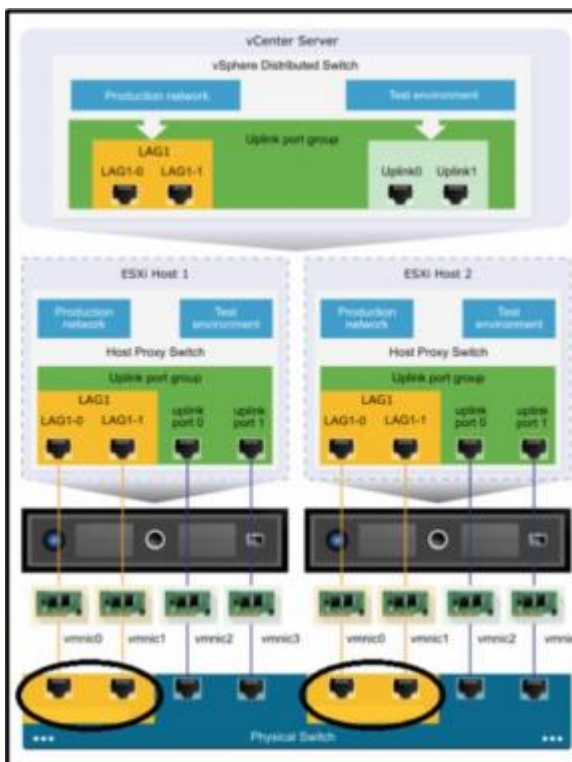 vCenter Server
vSphere Distributed Switch
Production network
Test environment
Uplink port group
LAG1
LAG1-0 LAG1-1
Uplink0 Uplink1
ESXi Host 1
Production
network
Test
environment
Host Proxy Switch
Uplink port group
LAG1
LAG1-0 LAG1-1
uplink
port 0
uplink
port 1
vmnic0 vmnic1 vmnic2 vmnic3
ESXi Host 2
Production
network
Test
environment
Host Proxy Switch
Uplink port group
LAG1
LAG1-0 LAG1-1
uplink
port 0
uplink
port 1
vmnic0 vmnic1 vmnic2 vmnic
Physical Switch